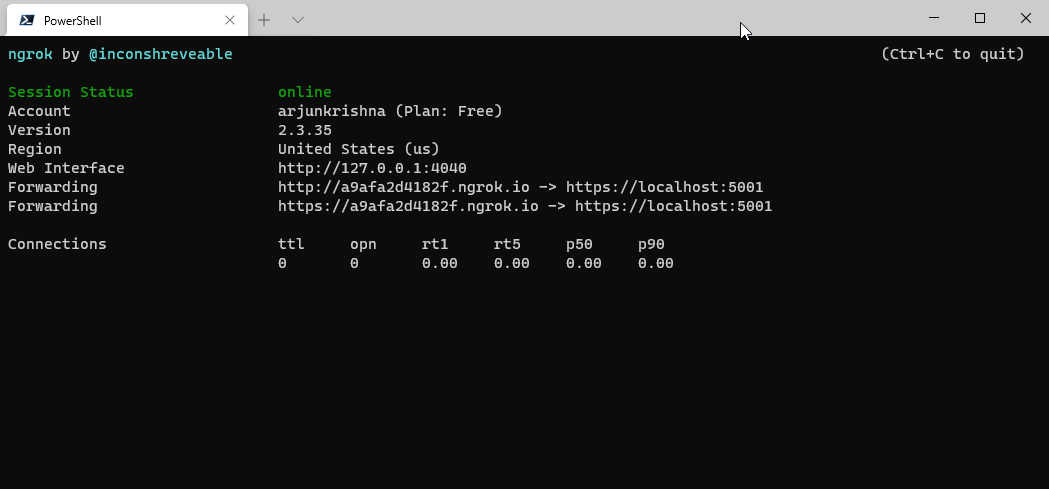 PowerShell
ngrok by @inconshreveable (Ctrl+C to quit)
Session Status online
Account arjunkrishna (Plan: Free)
Version 2.3.35
Region United States (us)
Web Interface http://127.0.0.1:4040
Forwarding http://a9afa2d4182f.ngrok.io -> https://localhost:5001
Forwarding https://a9afa2d4182f.ngrok.io -> https://localhost:5001
Connections ttl opn rt1 rt5 p50 p90
0 0 0.00 0.00 0.00 0.00